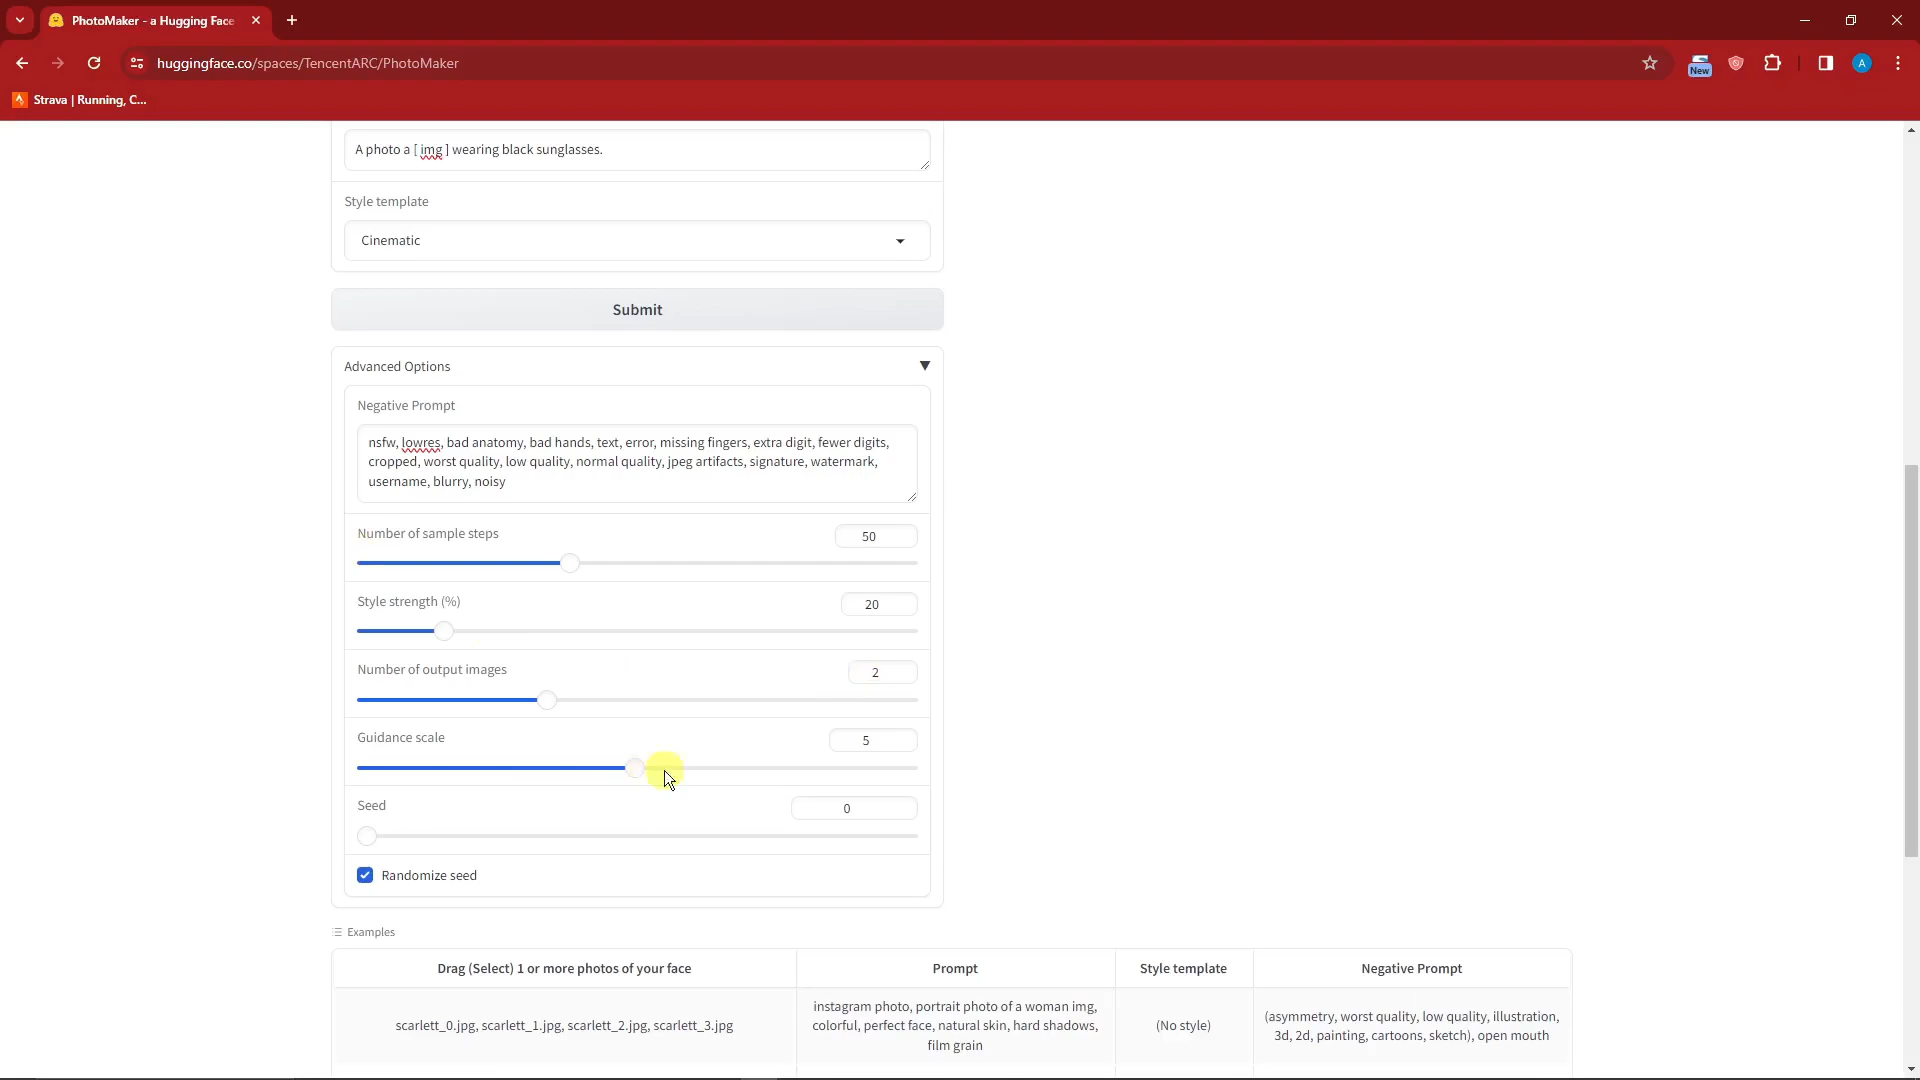 PhotoMaker - a Hugging Face
huggingface.co/spaces/TencentARC/PhotoMaker
New
A
Strava | Running, C...
A photo a [ img ] wearing black sunglasses.
Style template
Cinematic
Submit
Advanced Options
Negative Prompt
nsfw, lowres, bad anatomy, bad hands, text, error, missing fingers, extra digit, fewer digits,
cropped, worst quality, low quality, normal quality, jpeg artifacts, signature, watermark,
username, blurry, noisy
Number of sample steps
50
Style strength (%)
20
Number of output images
2
Guidance scale
5
Seed
0
Randomize seed
Examples
Drag (Select) 1 or more photos of your face
Prompt
Style template
Negative Prompt
scarlett_0.jpg, scarlett_1.jpg, scarlett_2.jpg, scarlett_3.jpg
instagram photo, portrait photo of a woman img,
colorful, perfect face, natural skin, hard shadows,
film grain
(No style)
(asymmetry, worst quality, low quality, illustration,
3d, 2d, painting, cartoons, sketch), open mouth